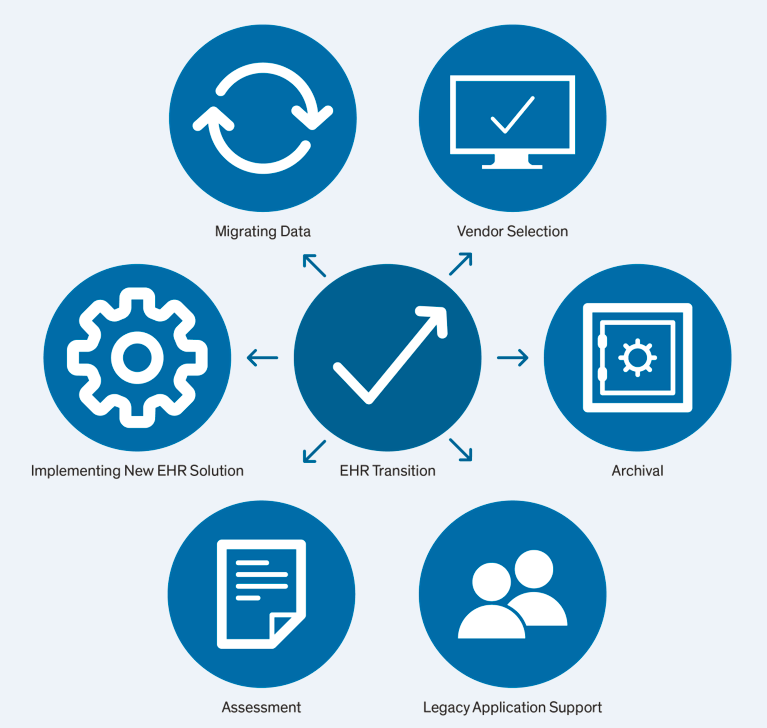 Migrating Data
Vendor Selection
Implementing New EHR Solution
EHR Transition
Archival
Assessment
Legacy Application Support